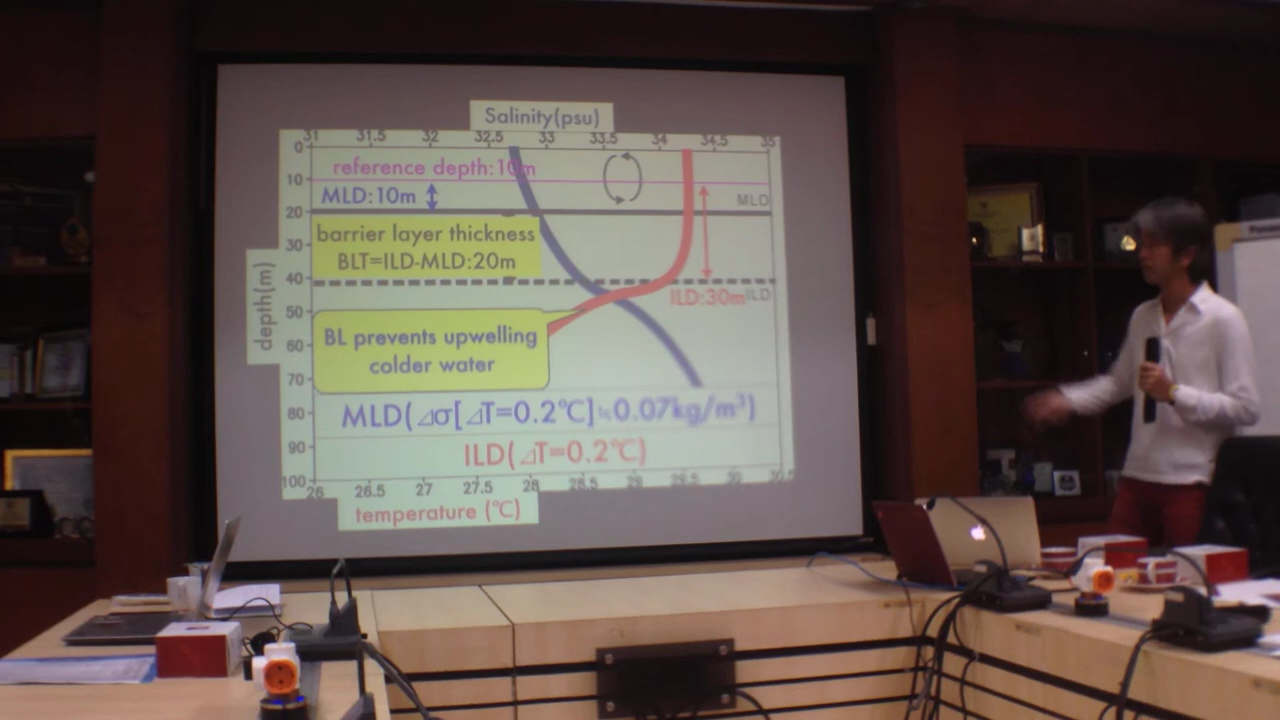 Salinity(psu)
31 31.5 32 32.5 33 33.5 34 34.5 35
0
reference depth:10m
10
MLD:10m
MLD
20
barrier layer thickness
30
BLT=ILD-MLD:20m
40
ILD:30m ILD
50
BL prevents upwelling
60
colder water
70
80
MLD(⊿σ[⊿T=0.2℃]≒0.07kg/m³)
90
ILD(⊿T=0.2℃)
100
depth(m)
26 26.5 27 27.5 28 28.5 29 29.5 30 30.5
temperature (℃)